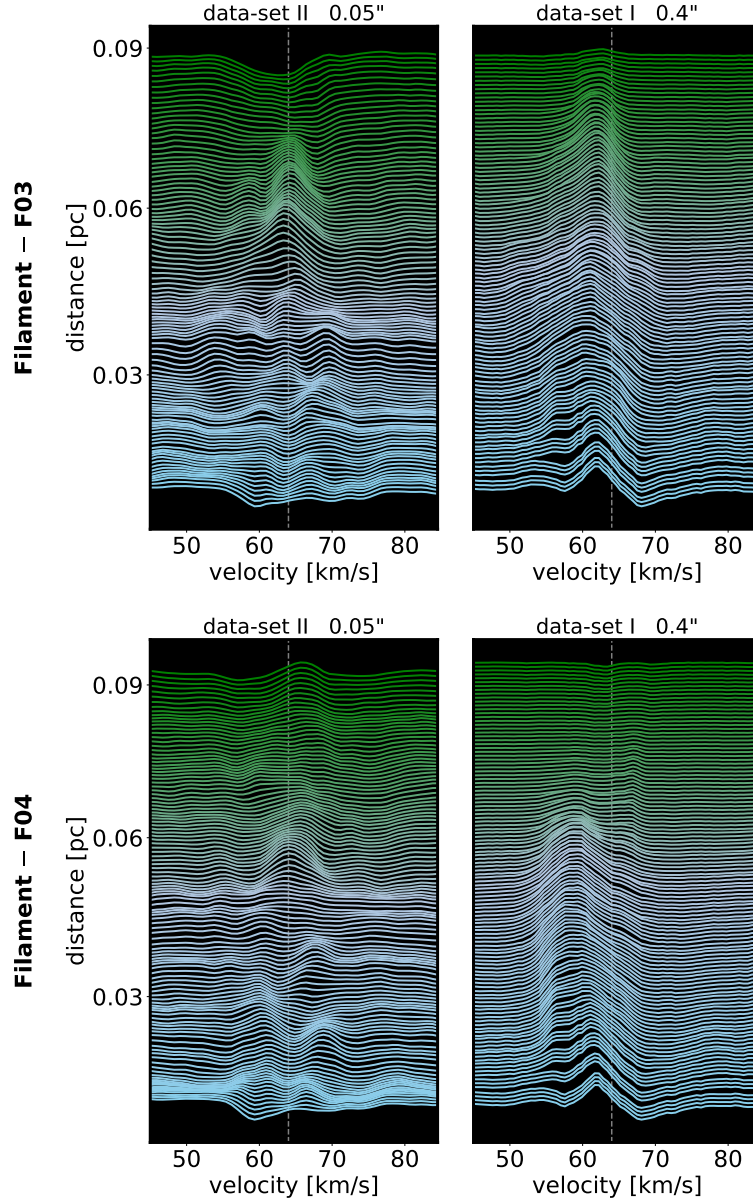 data-set II 0.05" data-set I 0.4"
Filament − F03
distance [pc]
0.09
0.06
0.03
50 60 70 80 50 60 70 80
velocity [km/s] velocity [km/s]
data-set II 0.05" data-set I 0.4"
Filament − F04
distance [pc]
0.09
0.06
0.03
50 60 70 80 50 60 70 80
velocity [km/s] velocity [km/s]